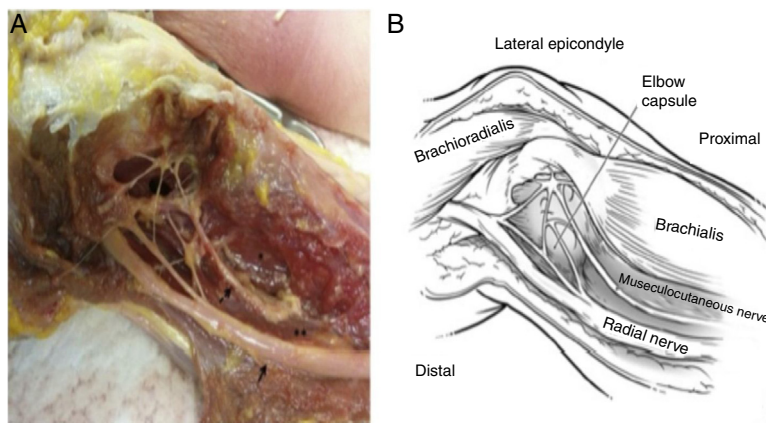 A
B
Lateral epicondyle
Elbow
capsule
Proximal
Brachioradialis
Brachialis
Museculocutaneous nerve
Radial nerve
Distal